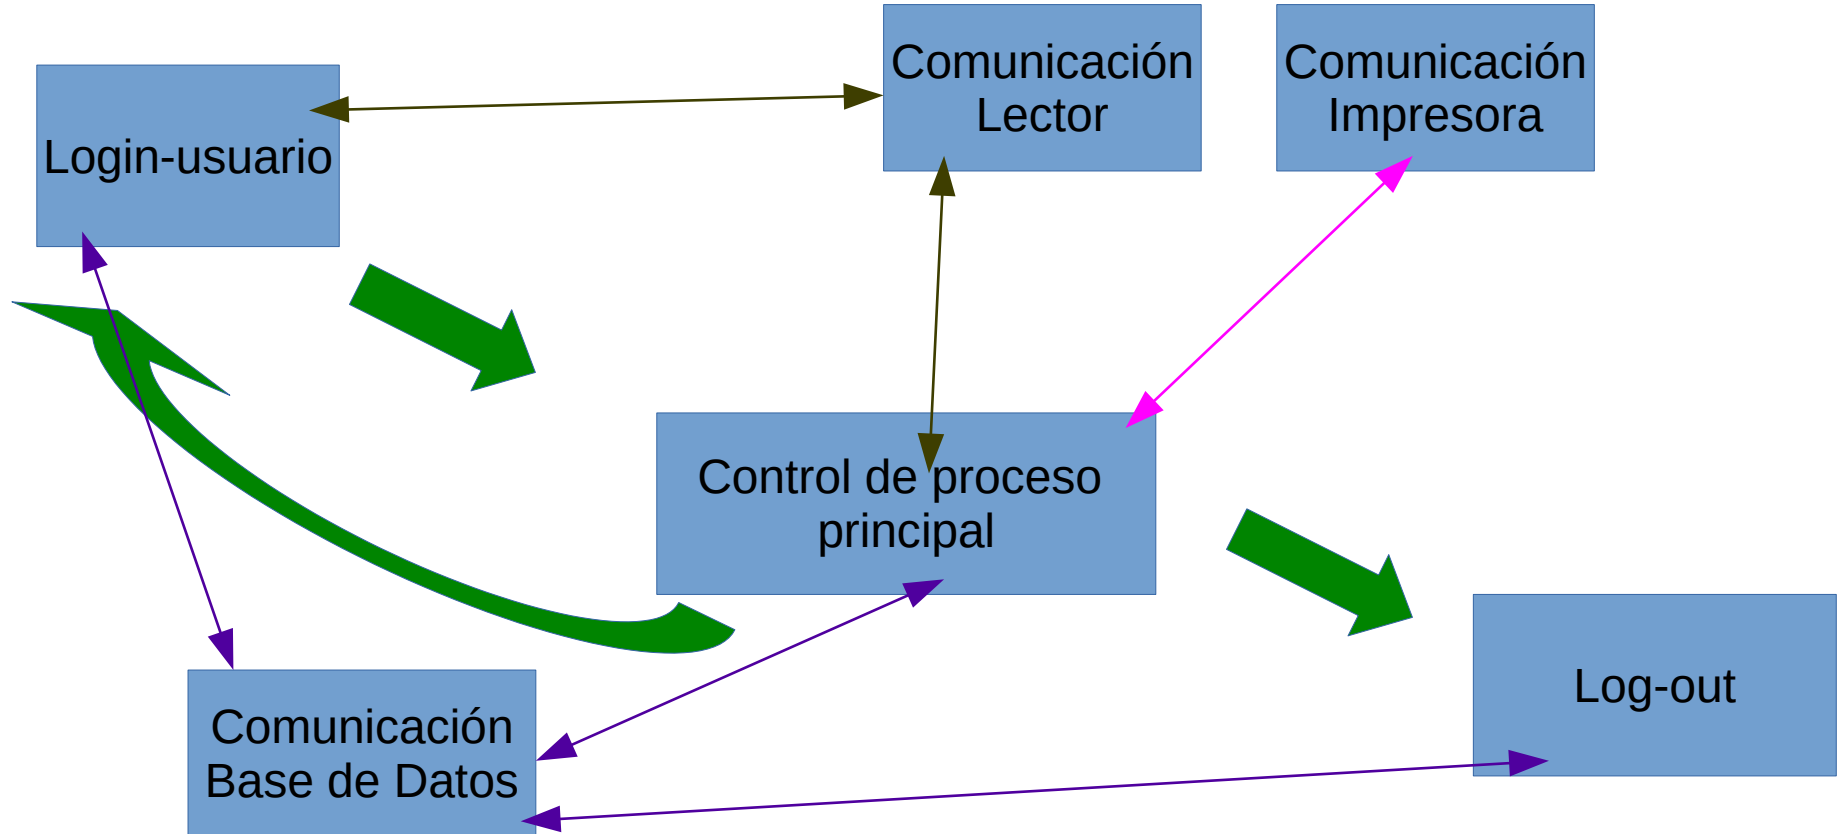 Comunicación
Lector
Comunicación
Impresora
Login-usuario
Control de proceso
principal
Log-out
Comunicación
Base de Datos